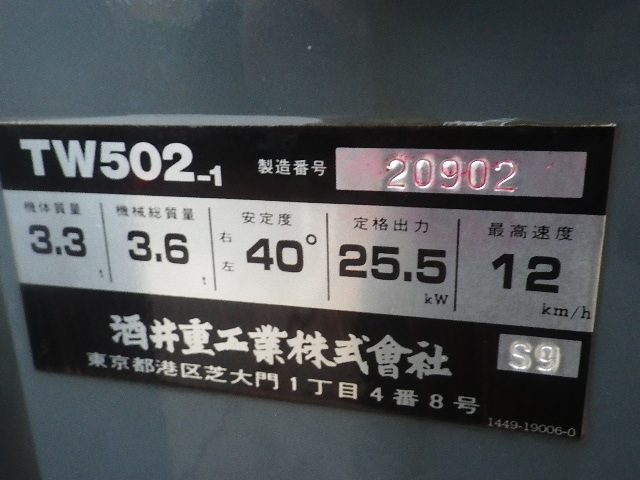 TW502-1 製造番号 20902
機体質量 機械総質量 安定度 定格出力 最高速度
3.3 t 3.6 t 右 左 40° 25.5 kW 12 km/h
酒井重工業株式會社 S9
東京都港区芝大門1丁目4番8号
1449-19006-0